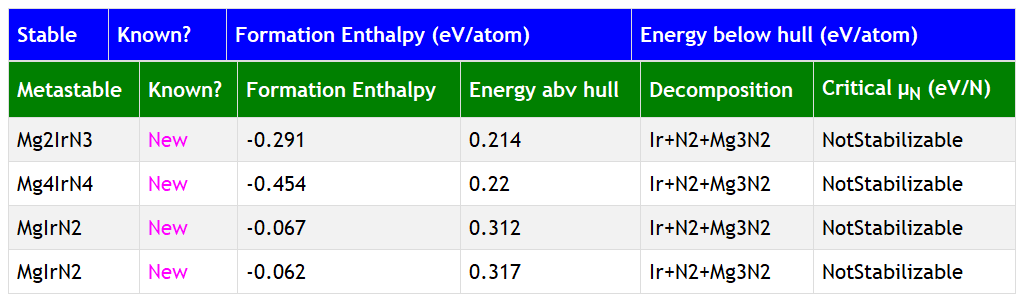 Stable Known? Formation Enthalpy (eV/atom) Energy below hull (eV/atom)
Metastable Known? Formation Enthalpy Energy abv hull Decomposition Critical μN (eV/N)
Mg2IrN3 New -0.291 0.214 Ir+N2+Mg3N2 NotStabilizable
Mg4IrN4 New -0.454 0.22 Ir+N2+Mg3N2 NotStabilizable
MgIrN2 New -0.067 0.312 Ir+N2+Mg3N2 NotStabilizable
MgIrN2 New -0.062 0.317 Ir+N2+Mg3N2 NotStabilizable